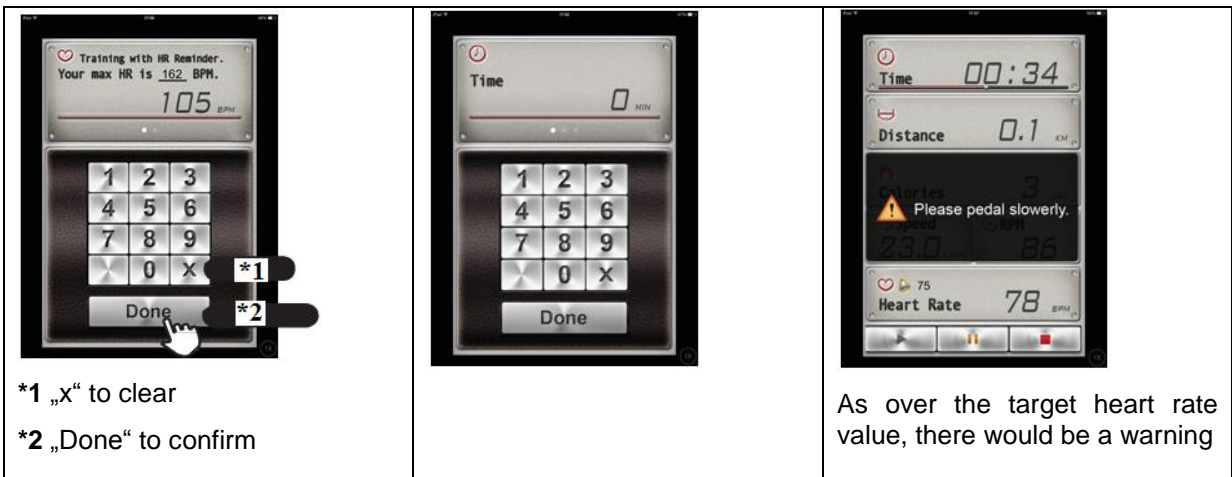 Training with HR Reminder.
Your max HR is 162 BPM.
105 BPM
1 2 3
4 5 6
7 8 9
0 X
*1
Done
*2
*1 „x“ to clear
*2 „Done“ to confirm
Time
0 MIN
1 2 3
4 5 6
7 8 9
0 X
Done
Time 00:34
Distance 0.1 KM
Calories 3
Please pedal slowerly.
Speed RPM
23.0 86
75
Heart Rate 78 BPM
As over the target heart rate
value, there would be a warning